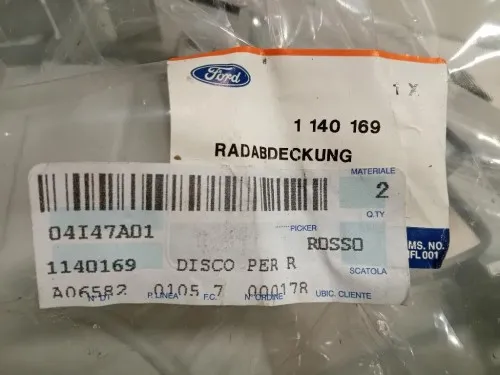 Ford
1 X
1 140 169
RADABDECKUNG
MATERIALE
2
Q.TY
04I47A01
PICKER
ROSSO
MS. NO.
FL 001
1140169 DISCO PER R
SCATOLA
A06582 0105 7 00017R
N. UT P. LINEA F.C. N. ORDINE UBIC. CLIENTE